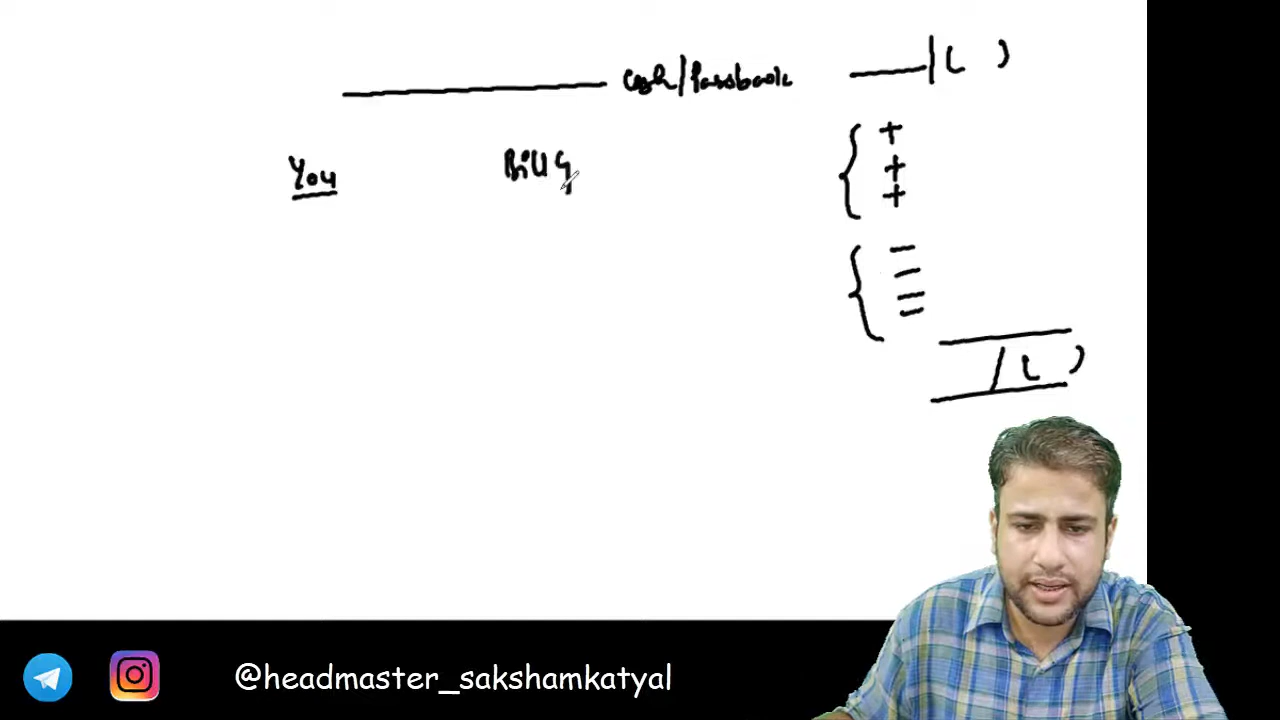 Cash/Passbook ——— / ( )
You Bill G
+
+
+
-
-
-
-
/ ( )
@headmaster_sakshamkatyal